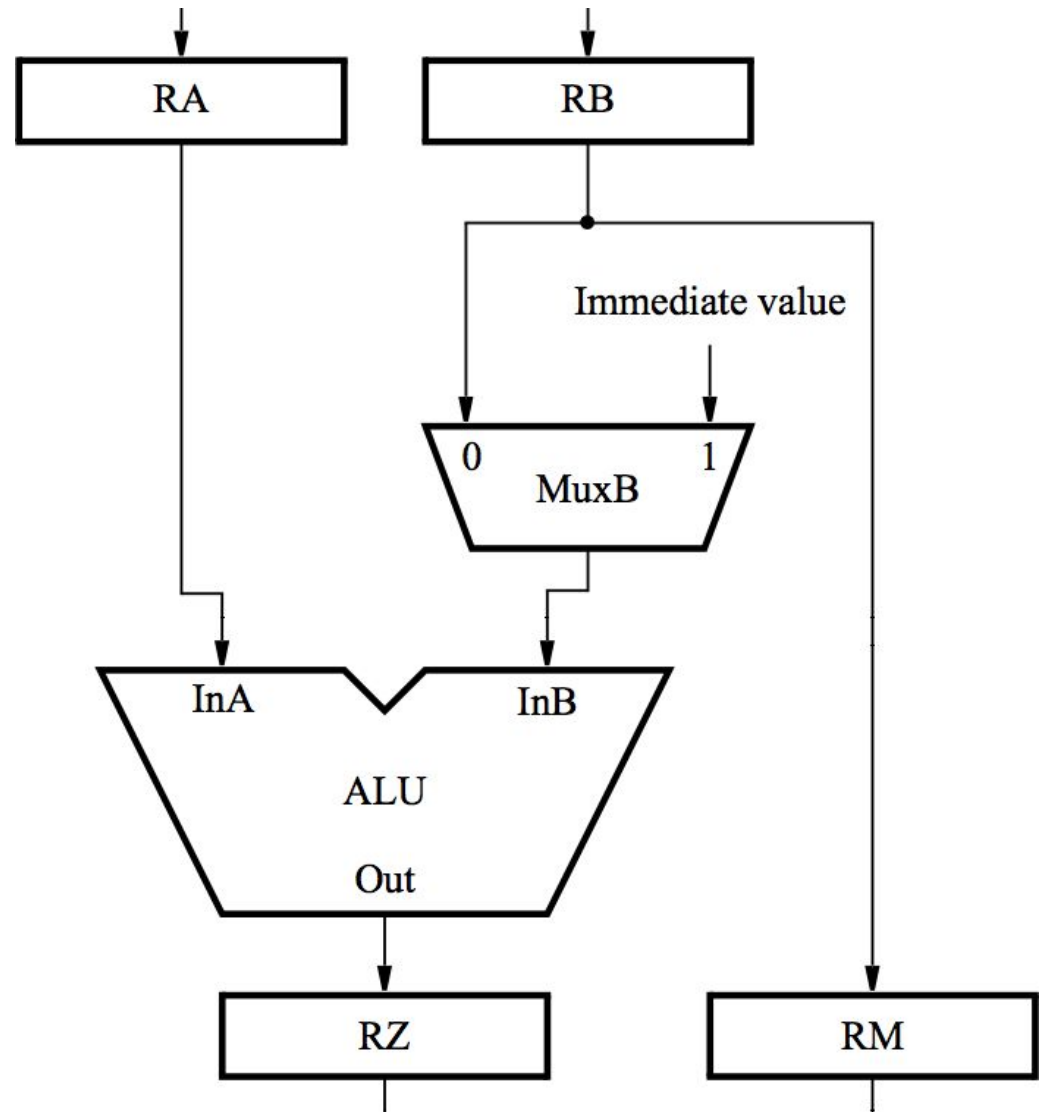 RA
RB
Immediate value
0
1
MuxB
InA
InB
ALU
Out
RZ
RM